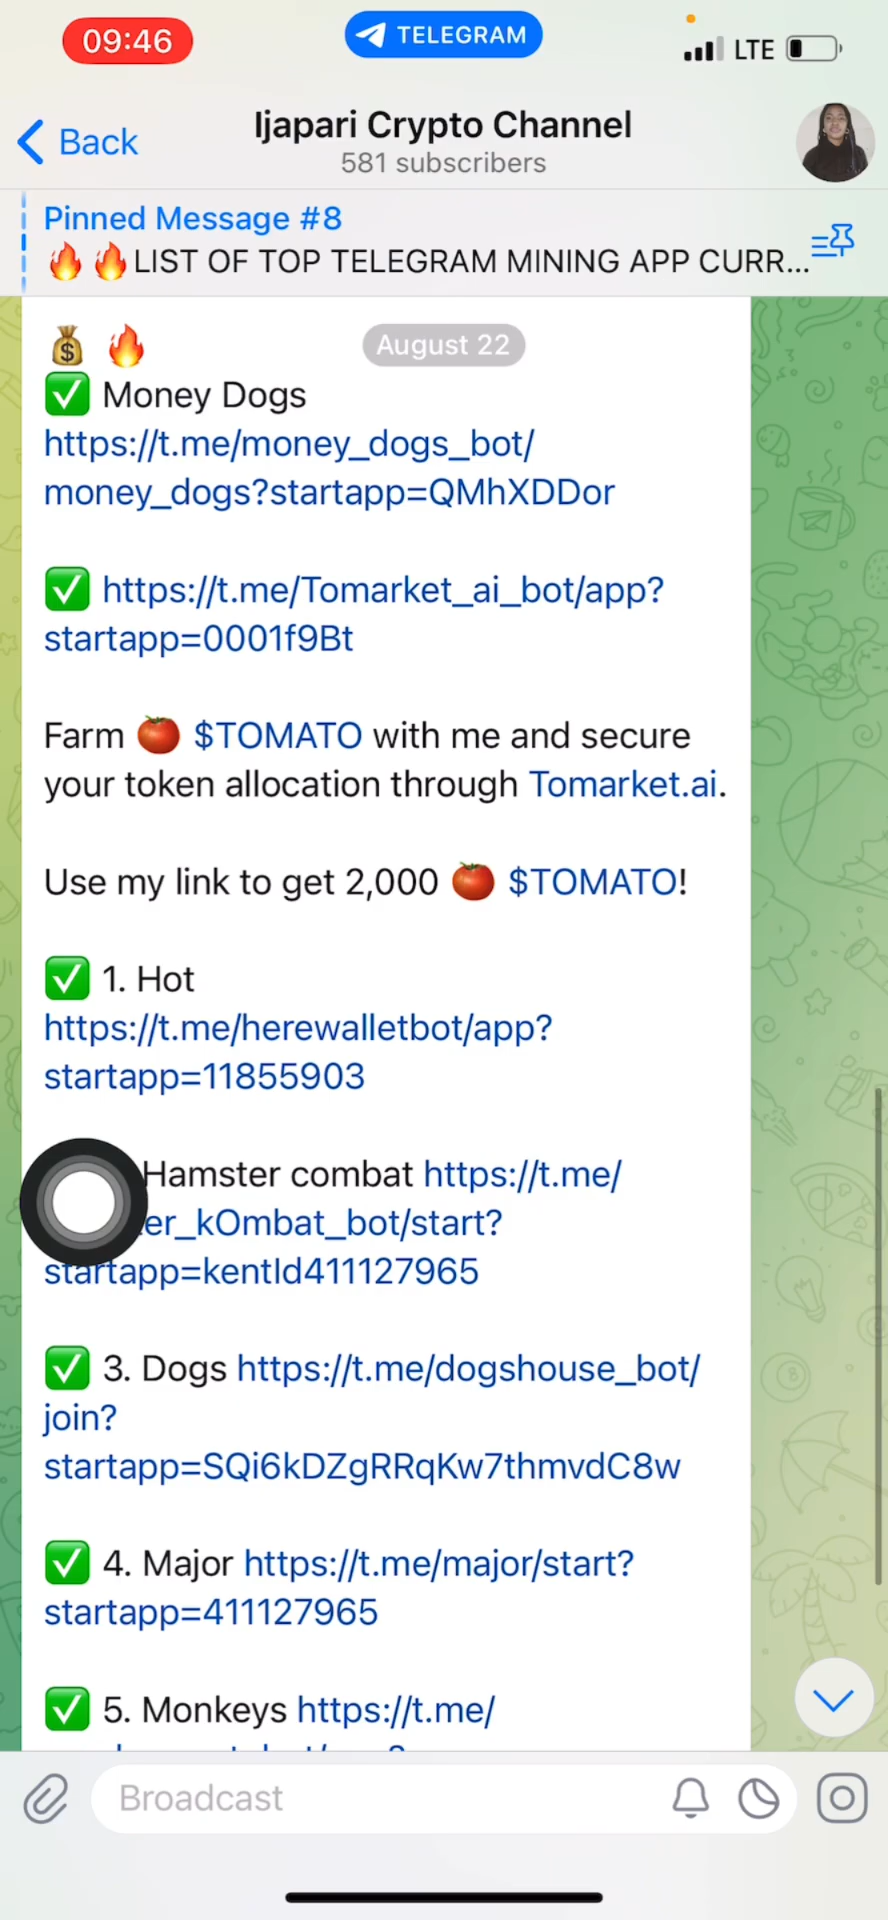 09:46
TELEGRAM
LTE
Back
Ijapari Crypto Channel
581 subscribers
Pinned Message #8
🔥 🔥LIST OF TOP TELEGRAM MINING APP CURR...
💰 🔥
August 22
✅ Money Dogs
https://t.me/money_dogs_bot/
money_dogs?startapp=QMhXDDor
✅ https://t.me/Tomarket_ai_bot/app?
startapp=0001f9Bt
Farm 🍅 $TOMATO with me and secure
your token allocation through Tomarket.ai.
Use my link to get 2,000 🍅 $TOMATO!
✅ 1. Hot
https://t.me/herewalletbot/app?
startapp=11855903
Hamster combat https://t.me/
er_kOmbat_bot/start?
startapp=kentId411127965
✅ 3. Dogs https://t.me/dogshouse_bot/
join?
startapp=SQi6kDZgRRqKw7thmvdC8w
✅ 4. Major https://t.me/major/start?
startapp=411127965
✅ 5. Monkeys https://t.me/
Broadcast